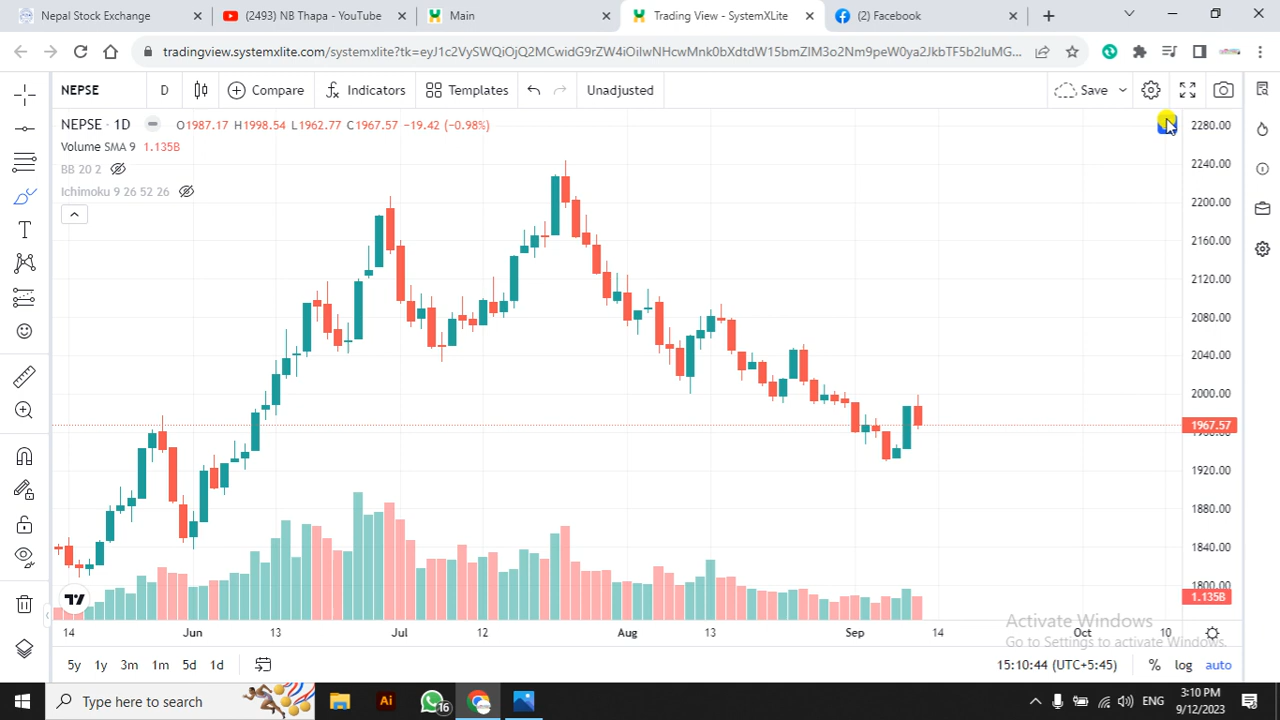 Nepal Stock Exchange
(2493) NB Thapa - YouTube
Main
Trading View - SystemXLite
(2) Facebook
NEPSE
D
Compare
Indicators
Templates
Unadjusted
Save
NEPSE · 1D
O1987.17 H1998.54 L1962.77 C1967.57 -19.42 (-0.98%)
Volume SMA 9 1.135B
BB 20 2
Ichimoku 9 26 52 26
2280.00
2240.00
2200.00
2160.00
2120.00
2080.00
2040.00
2000.00
1967.57
1920.00
1880.00
1840.00
1800.00
1.135B
14 Jun 13 Jul 12 Aug 13 Sep 14 Oct 10
Activate Windows
Go to Settings to activate Windows.
5y 1y 3m 1m 5d 1d
15:10:44 (UTC+5:45)
% log auto
Type here to search
Ai
16
ENG
3:10 PM
9/12/2023